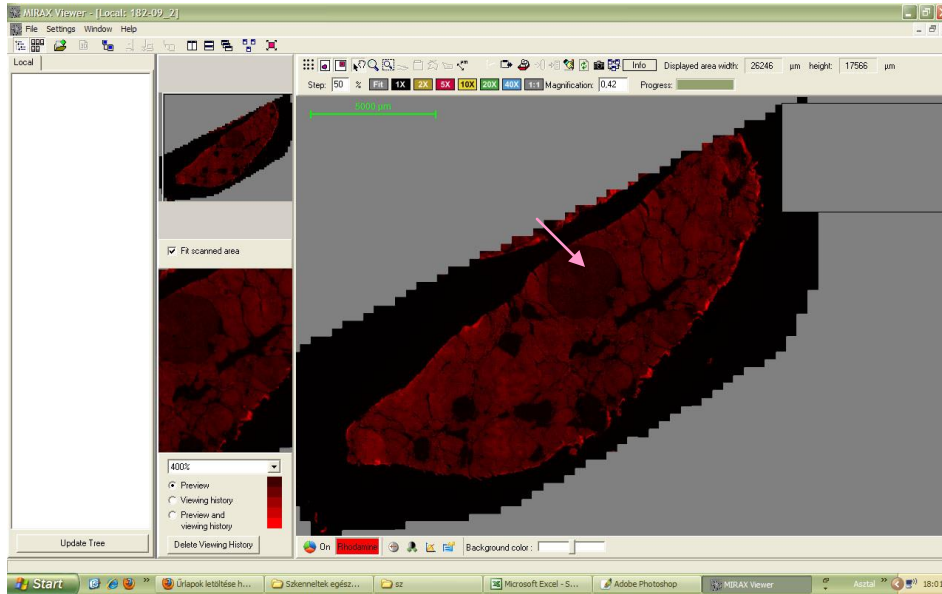 MIRAX Viewer - [Local: 182-09_2]
File Settings Window Help
Local
Info Displayed area width: 26246 µm height: 17566 µm
Step: 50 % Fit 1X 2X 5X 10X 20X 40X 1:1 Magnification: 0,42 Progress:
5000 µm
Fit scanned area
400%
Preview
Viewing history
Preview and
viewing history
Update Tree
Delete Viewing History
On Rhodamine Background color :
Start Űrlapok letöltése h... Szkenneltek egész... sz Microsoft Excel - S... Adobe Photoshop MIRAX Viewer Asztal 18:01